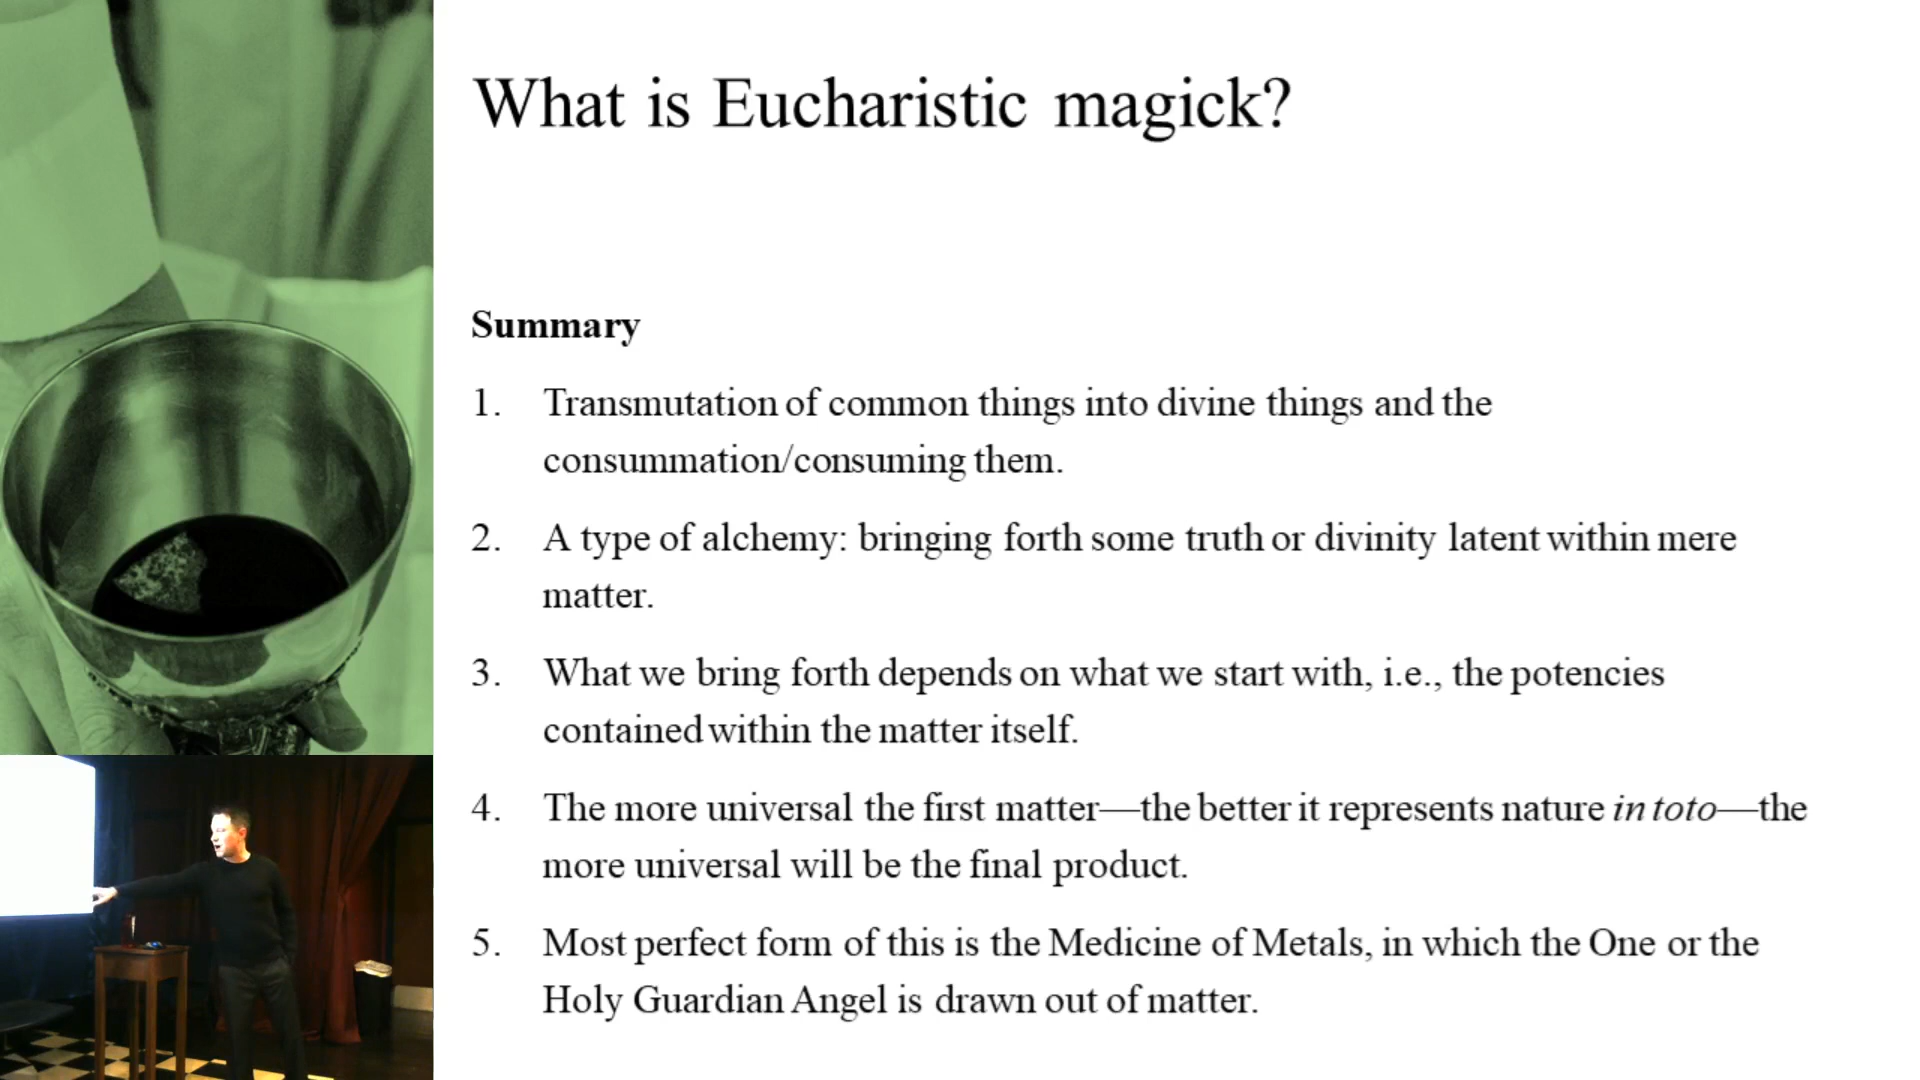 What is Eucharistic magick?
Summary
1. Transmutation of common things into divine things and the
consummation/consuming them.
2. A type of alchemy: bringing forth some truth or divinity latent within mere
matter.
3. What we bring forth depends on what we start with, i.e., the potencies
contained within the matter itself.
4. The more universal the first matter—the better it represents nature in toto—the
more universal will be the final product.
5. Most perfect form of this is the Medicine of Metals, in which the One or the
Holy Guardian Angel is drawn out of matter.